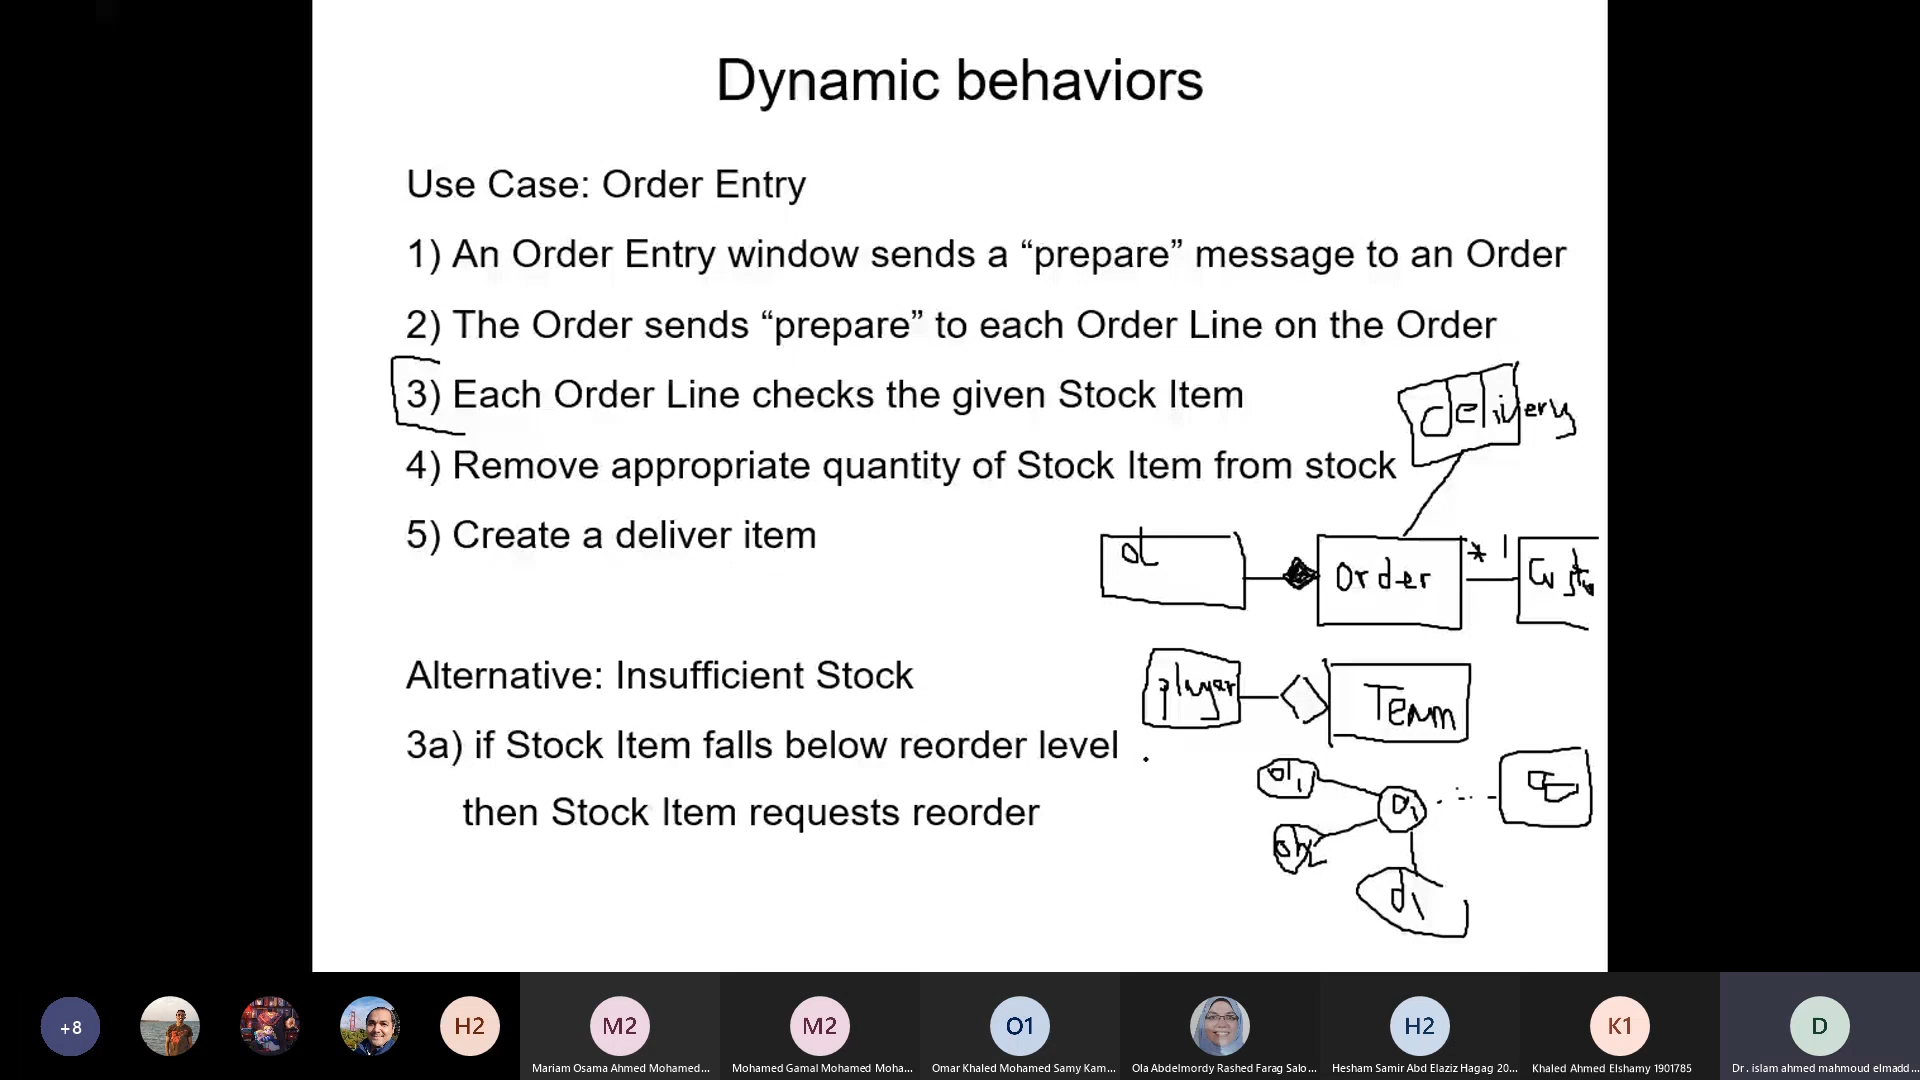 Dynamic behaviors
Use Case: Order Entry
1) An Order Entry window sends a “prepare” message to an Order
2) The Order sends “prepare” to each Order Line on the Order
3) Each Order Line checks the given Stock Item
delivery
4) Remove appropriate quantity of Stock Item from stock
5) Create a deliver item
ol
Order
* 1
Alternative: Insufficient Stock
player
TEAM
3a) if Stock Item falls below reorder level
then Stock Item requests reorder
ol1
d1
+8
H2
M2
M2
O1
H2
K1
D
Mariam Osama Ahmed Mohamed...
Mohamed Gamal Mohamed Moha...
Omar Khaled Mohamed Samy Kam...
Ola Abdelmordy Rashed Farag Salo...
Hesham Samir Abd Elaziz Hagag 20...
Khaled Ahmed Elshamy 1901785
Dr. islam ahmed mahmoud elmadd...